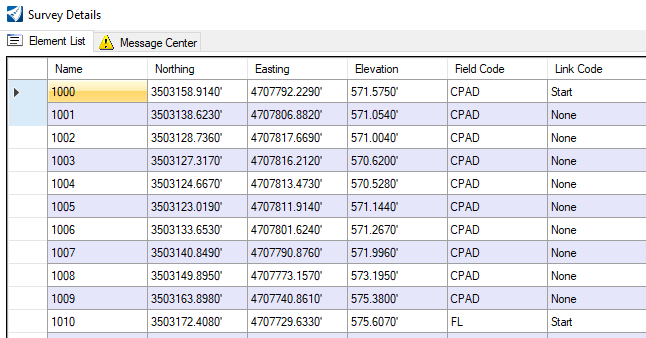 Survey Details
Element List Message Center
Name Northing Easting Elevation Field Code Link Code
1000 3503158.9140' 4707792.2290' 571.5750' CPAD Start
1001 3503138.6230' 4707806.8820' 571.0540' CPAD None
1002 3503128.7360' 4707817.6690' 571.0040' CPAD None
1003 3503127.3170' 4707816.2120' 570.6200' CPAD None
1004 3503124.6670' 4707813.4730' 570.5280' CPAD None
1005 3503123.0190' 4707811.9140' 571.1440' CPAD None
1006 3503133.6530' 4707801.6240' 571.2670' CPAD None
1007 3503140.8490' 4707790.8760' 571.9960' CPAD None
1008 3503149.8950' 4707773.1570' 573.1950' CPAD None
1009 3503163.8980' 4707740.8610' 575.3800' CPAD None
1010 3503172.4080' 4707729.6330' 575.6070' FL Start